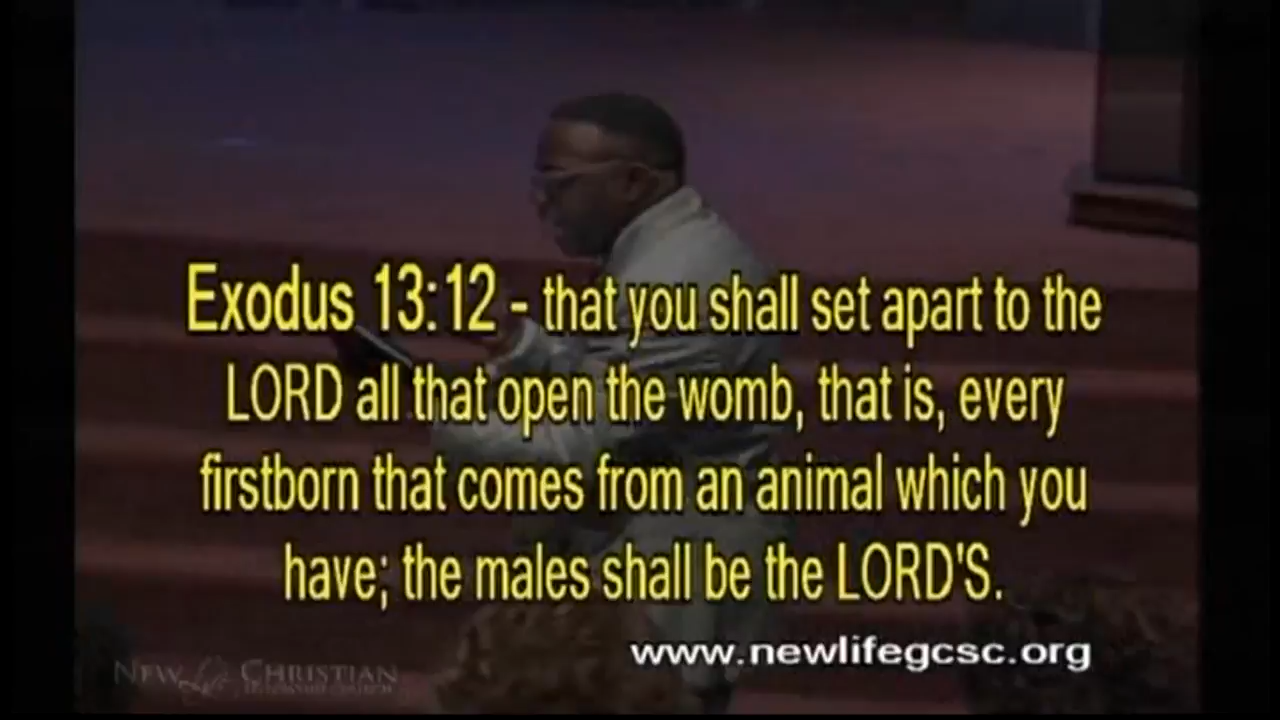 Exodus 13:12 - that you shall set apart to the
LORD all that open the womb, that is, every
firstborn that comes from an animal which you
have; the males shall be the LORD'S.
www.newlifegcsc.org
NEW Life CHRISTIAN